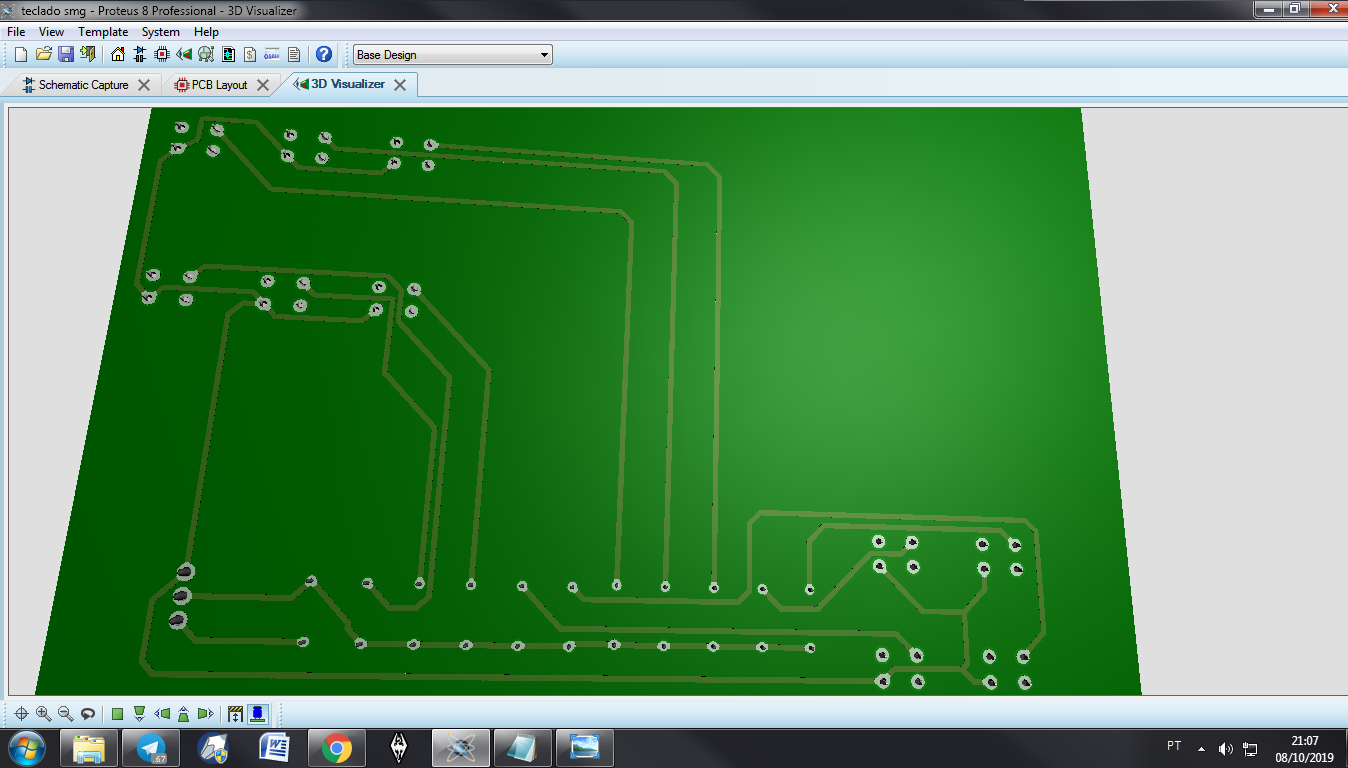 teclado smg - Proteus 8 Professional - 3D Visualizer
File View Template System Help
Base Design
Schematic Capture PCB Layout 3D Visualizer
PT 21:07
08/10/2019